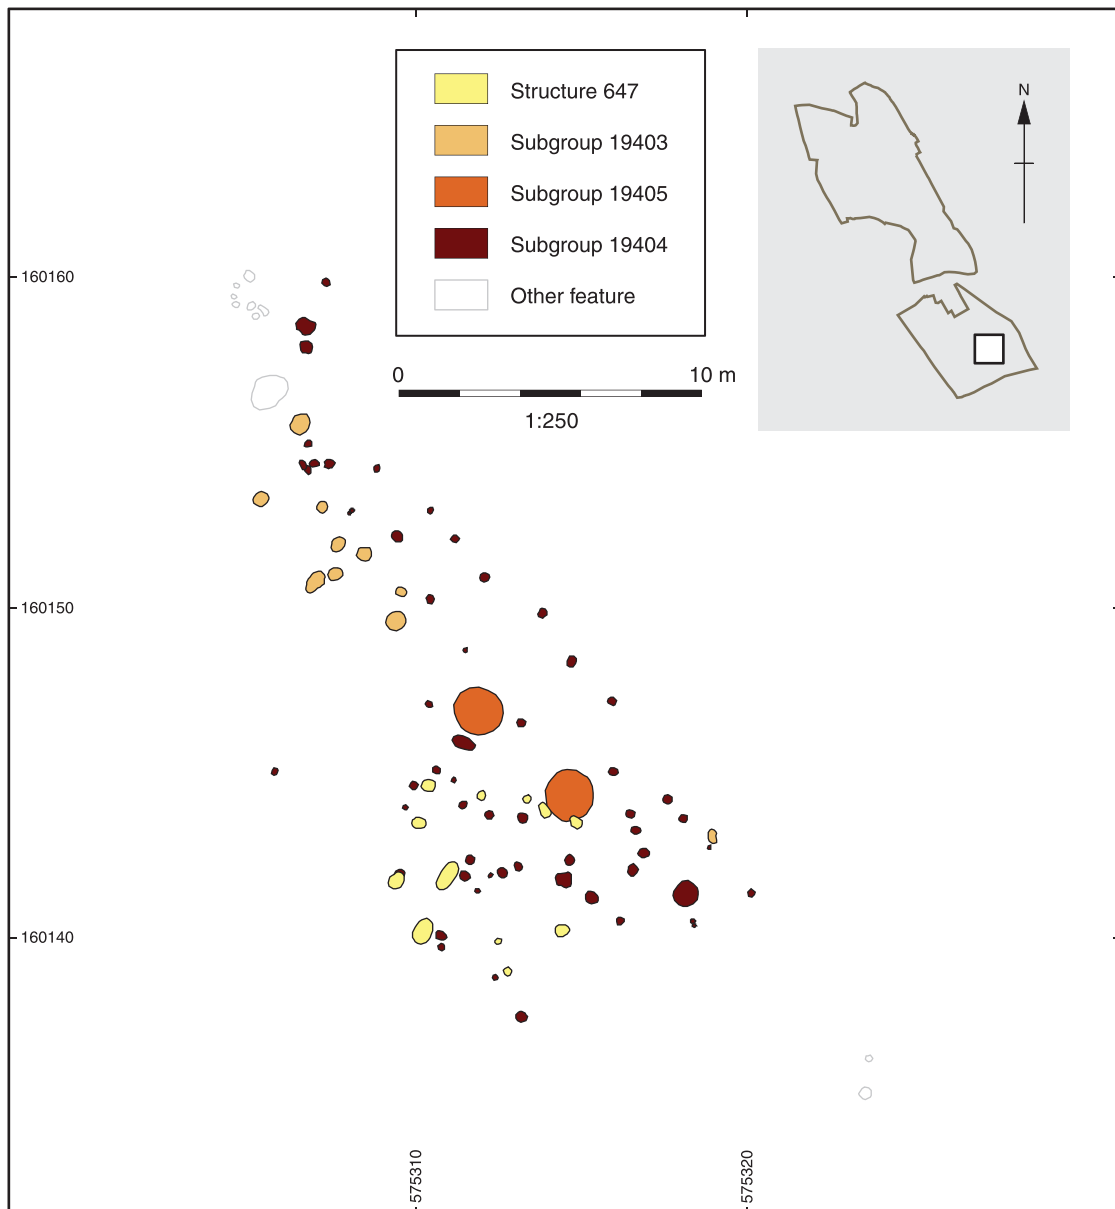 Structure 647
Subgroup 19403
Subgroup 19405
Subgroup 19404
Other feature
N
0 10 m
1:250
160160
160150
160140
575310
575320